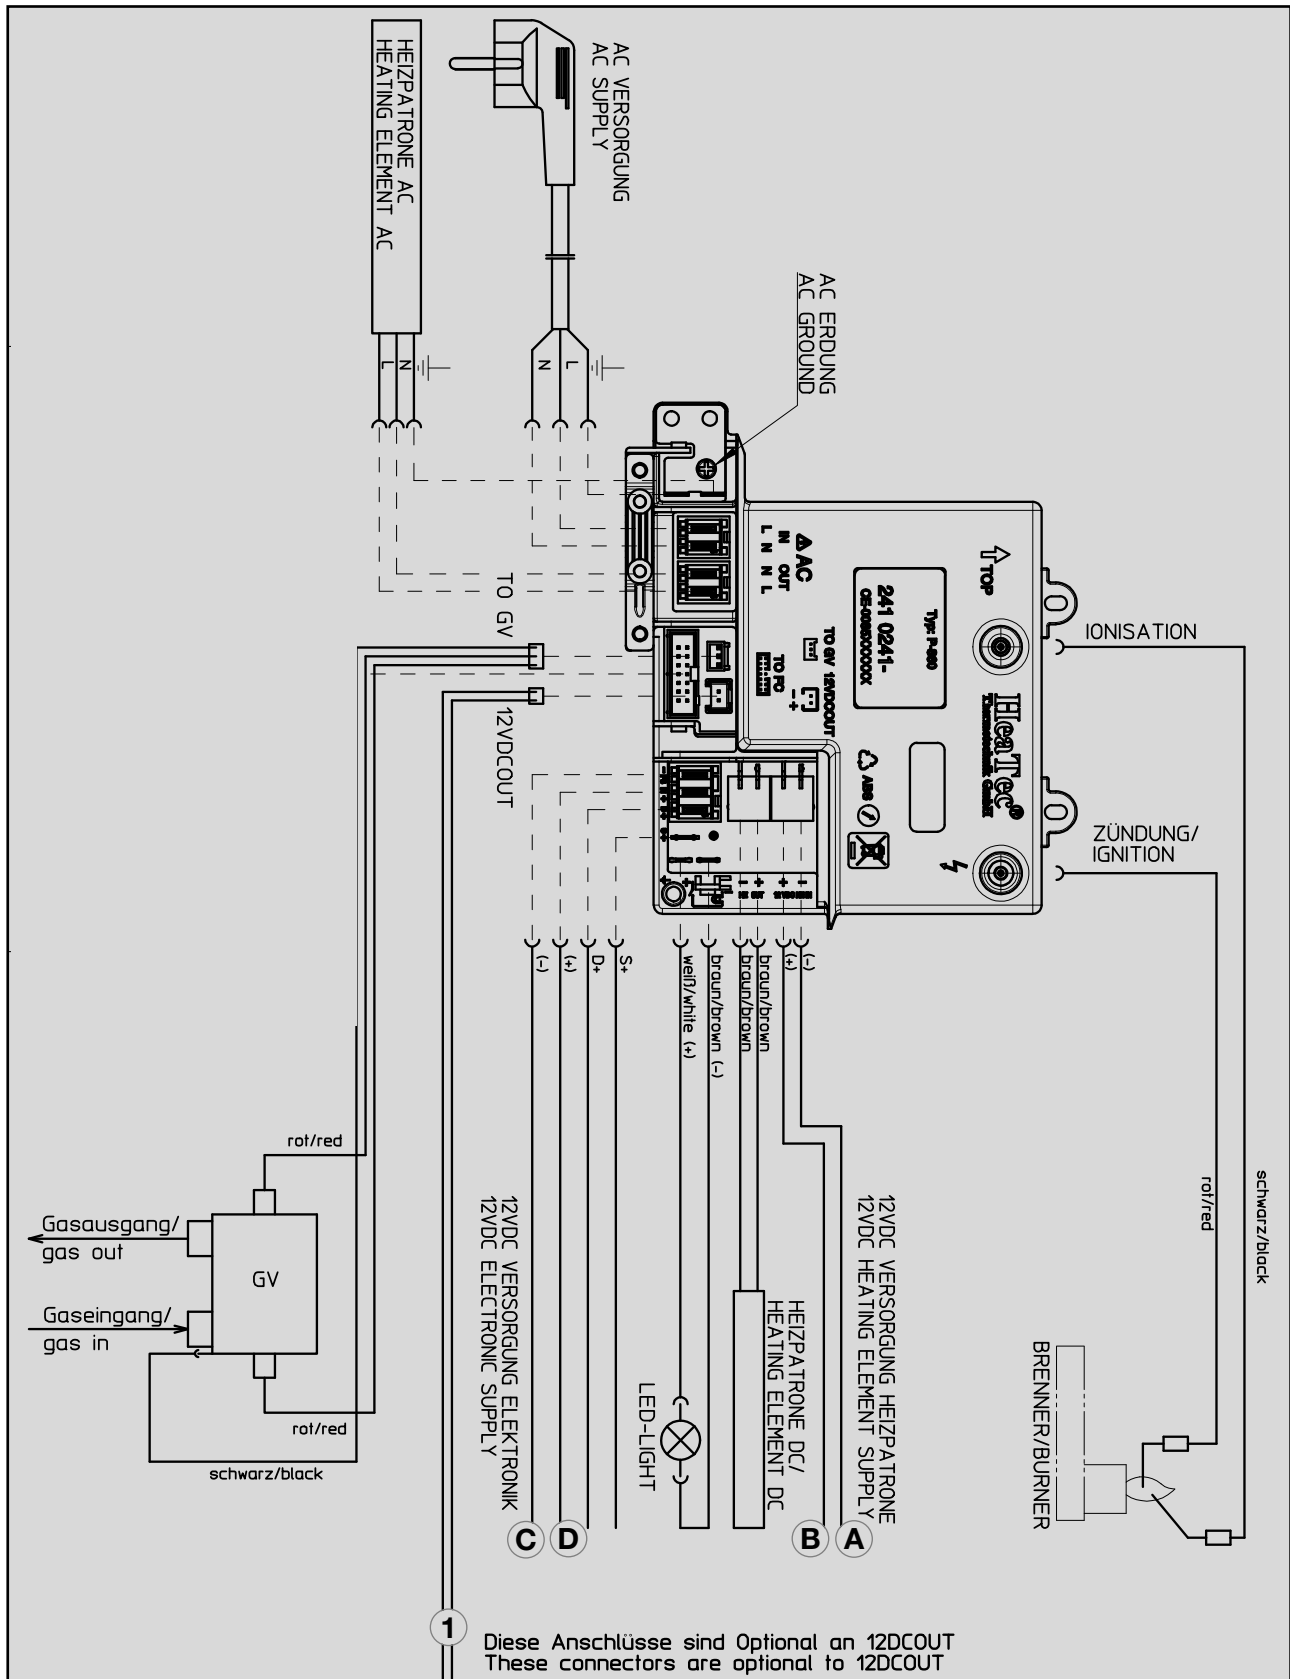 HEIZPATRONE AC
HEATING ELEMENT AC
AC VERSORGUNG
AC SUPPLY
L
N
N
L
AC ERDUNG
AC GROUND
AC
IN OUT
L N N L
TOP
Typ: P-860
241 0241-
TO GV 12VDCOUT
TO FC
- +
HeaTec®
Thermotechnik GmbH
ABS
IONISATION
ZÜNDUNG/
IGNITION
TO GV
12VDCOUT
(-)
(+)
D+
S+
weiß/white (+)
braun/brown (-)
braun/brown
braun/brown
(+)
(-)
rot/red
schwarz/black
rot/red
Gasausgang/
gas out
GV
Gaseingang/
gas in
rot/red
schwarz/black
12VDC VERSORGUNG ELEKTRONIK
12VDC ELECTRONIC SUPPLY
LED-LIGHT
HEIZPATRONE DC/
HEATING ELEMENT DC
12VDC VERSORGUNG HEIZPATRONE
12VDC HEATING ELEMENT SUPPLY
BRENNER/BURNER
C
D
B
A
1
Diese Anschlüsse sind Optional an 12DCOUT
These connectors are optional to 12DCOUT